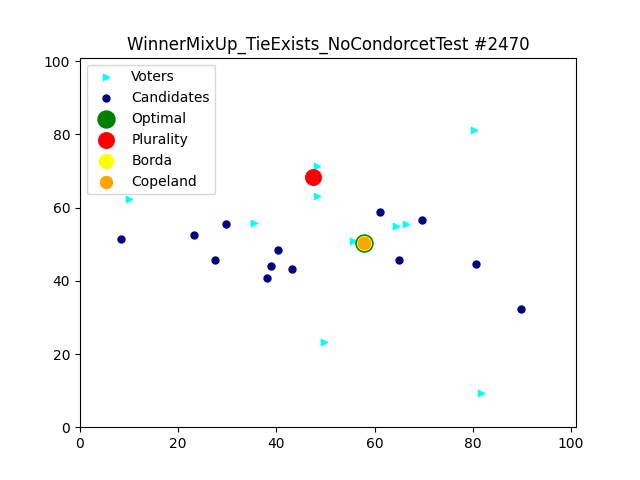 WinnerMixUp_TieExists_NoCondorcetTest #2470
100
80
60
40
20
0
Voters
Candidates
Optimal
Plurality
Borda
Copeland
0 20 40 60 80 100